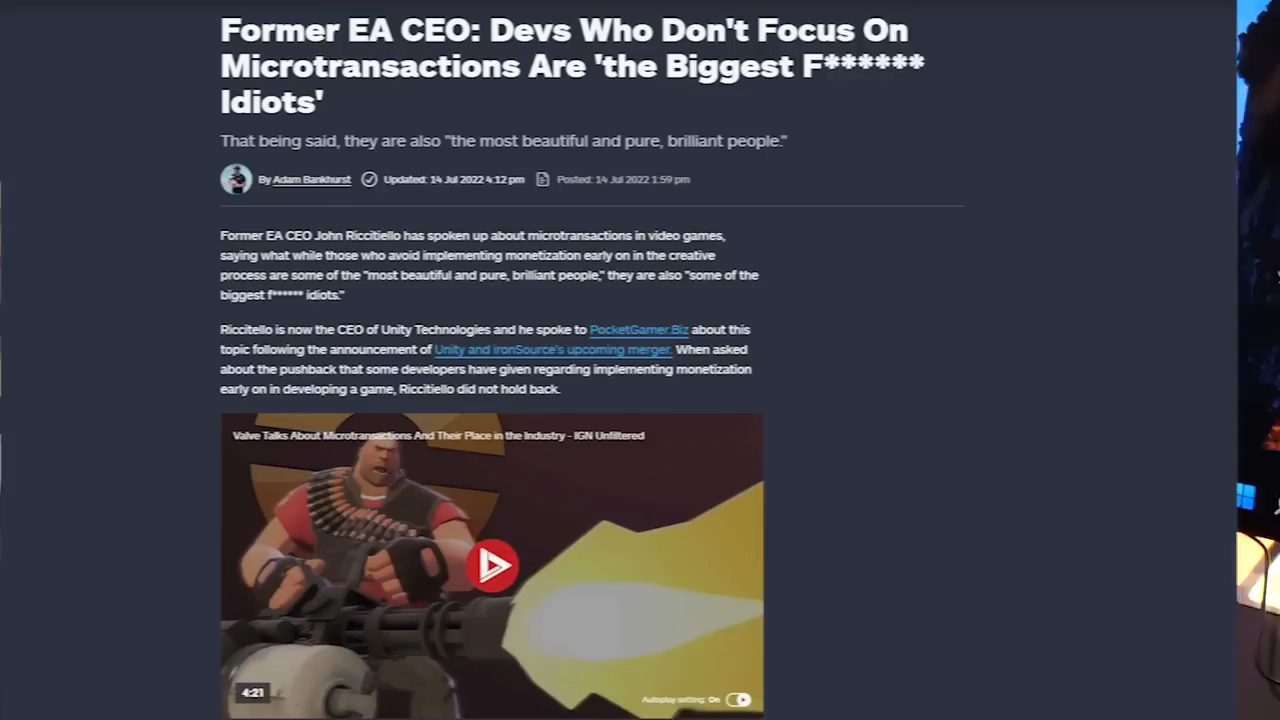 Former EA CEO: Devs Who Don't Focus On
Microtransactions Are 'the Biggest F******
Idiots'
That being said, they are also "the most beautiful and pure, brilliant people."
By Adam Bankhurst Updated: 14 Jul 2022 4:12 pm Posted: 14 Jul 2022 1:59 pm
Former EA CEO John Riccitiello has spoken up about microtransactions in video games,
saying what while those who avoid implementing monetization early on in the creative
process are some of the "most beautiful and pure, brilliant people," they are also "some of the
biggest f****** idiots."
Riccitello is now the CEO of Unity Technologies and he spoke to PocketGamer.Biz about this
topic following the announcement of Unity and ironSource's upcoming merger. When asked
about the pushback that some developers have given regarding implementing monetization
early on in developing a game, Riccitiello did not hold back.
Valve Talks About Microtransactions And Their Place in the Industry - IGN Unfiltered
4:21
Autoplay setting: On